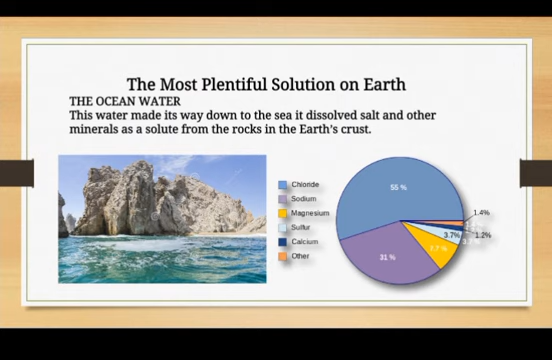 The Most Plentiful Solution on Earth
THE OCEAN WATER
This water made its way down to the sea it dissolved salt and other
minerals as a solute from the rocks in the Earth's crust.
Chloride
Sodium
Magnesium
Sulfur
Calcium
Other
55 %
1.4%
1.2%
3.7%
7.7 %
31 %